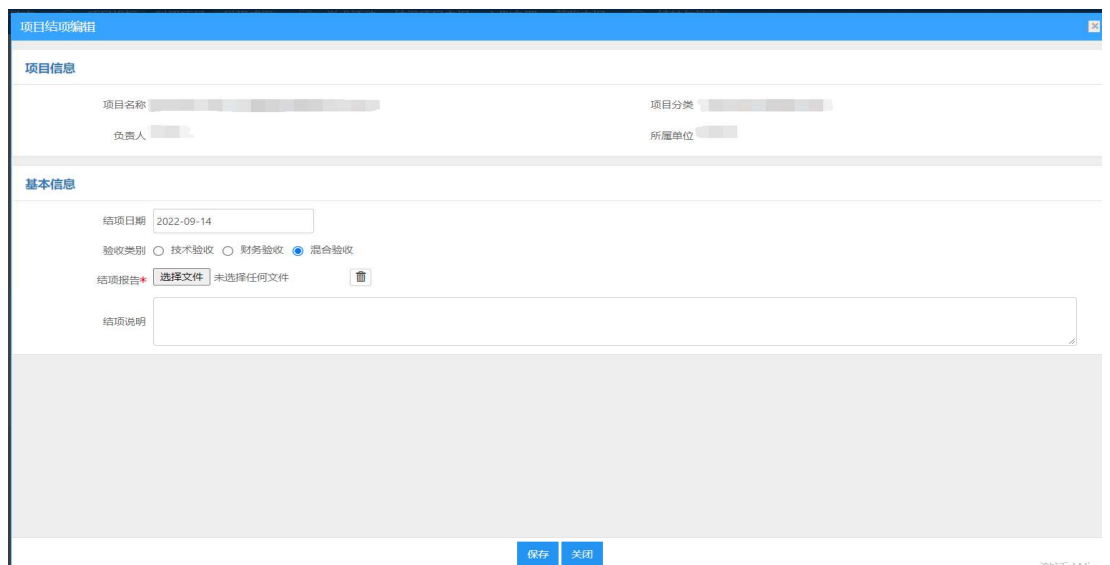 项目结项编辑
项目信息
项目名称 项目分类
负责人 所属单位
基本信息
结项日期 2022-09-14
验收类别 技术验收 财务验收 混合验收
结项报告* 选择文件 未选择任何文件
结项说明
保存 关闭